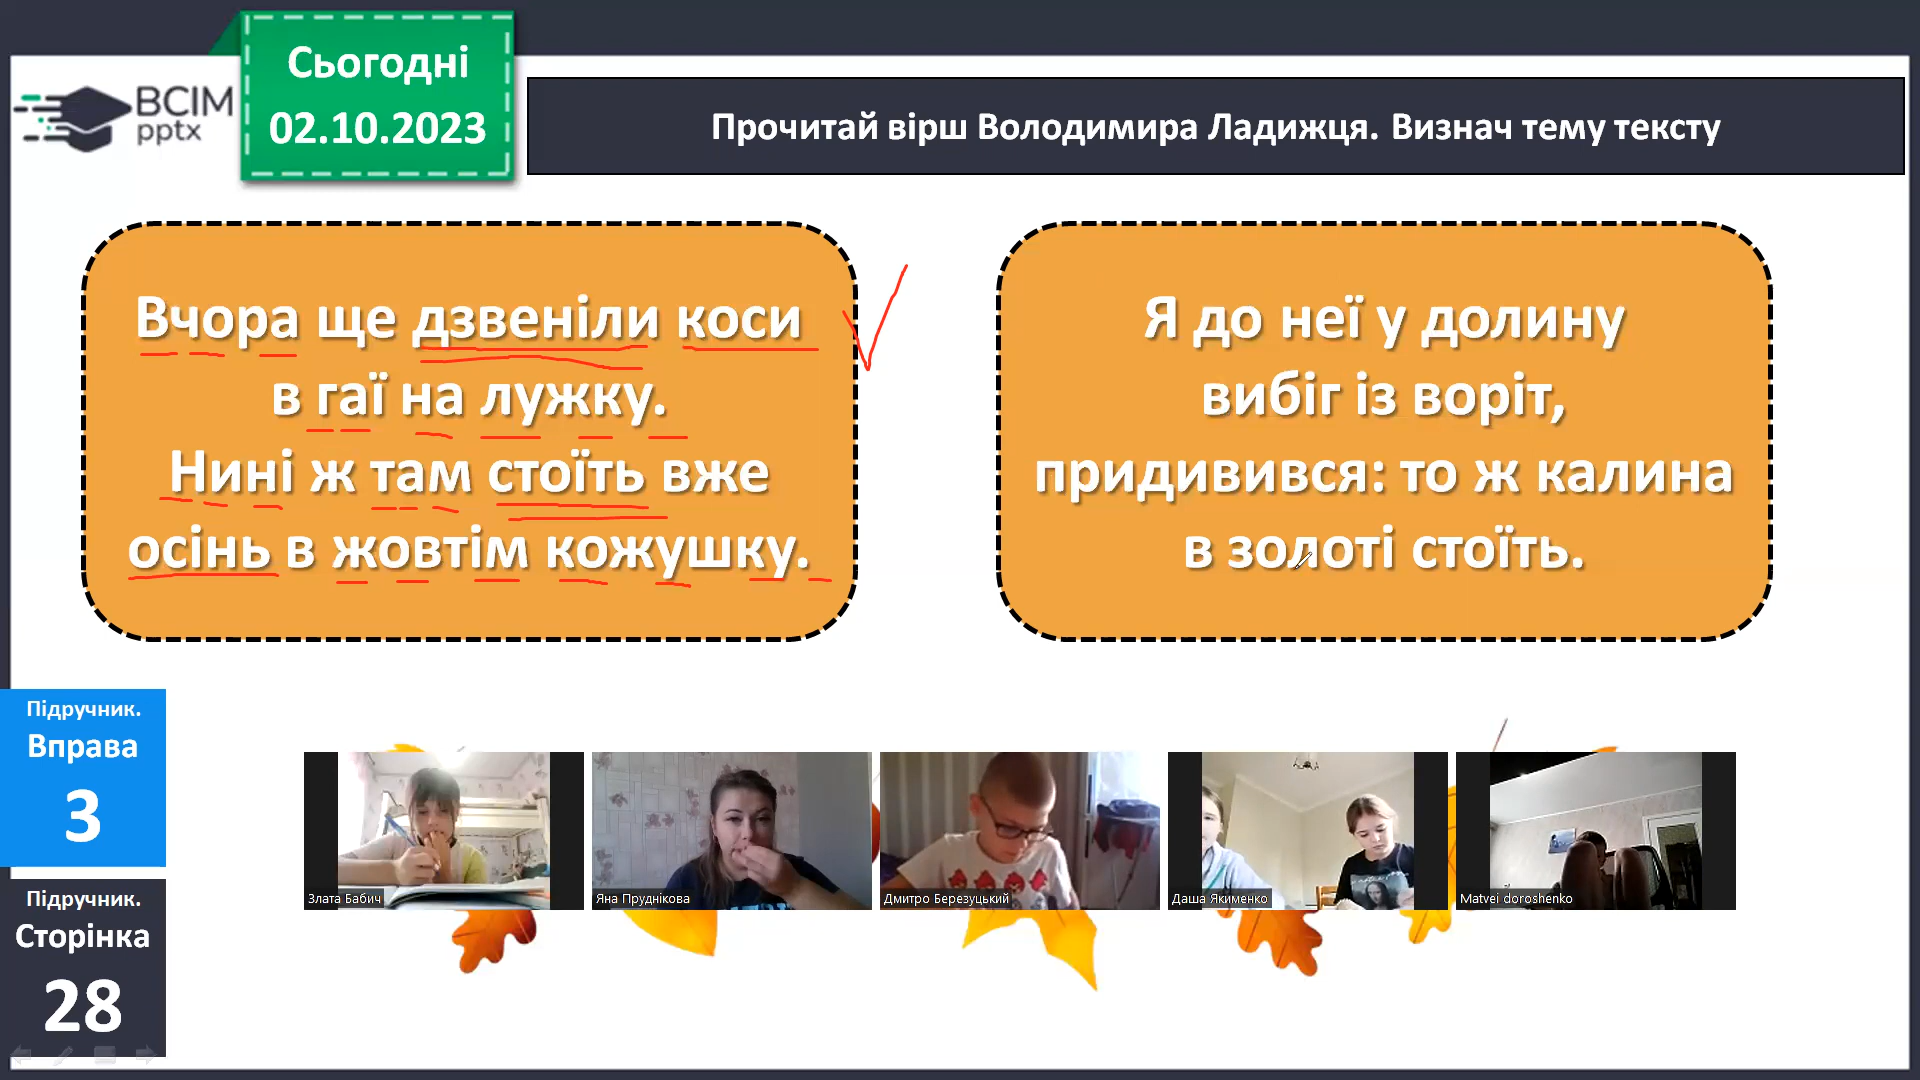 Сьогодні
02.10.2023
ВСІМ
pptx
Прочитай вірш Володимира Ладижця. Визнач тему тексту
Вчора ще дзвеніли коси
в гаї на лужку.
Нині ж там стоїть вже
осінь в жовтім кожушку.
Я до неї у долину
вибіг із воріт,
придивився: то ж калина
в золоті стоїть.
Підручник.
Вправа
3
Підручник.
Сторінка
28
Злата Бабич
Яна Пруднікова
Дмитро Березуцький
Даша Якименко
Matvei doroshenko